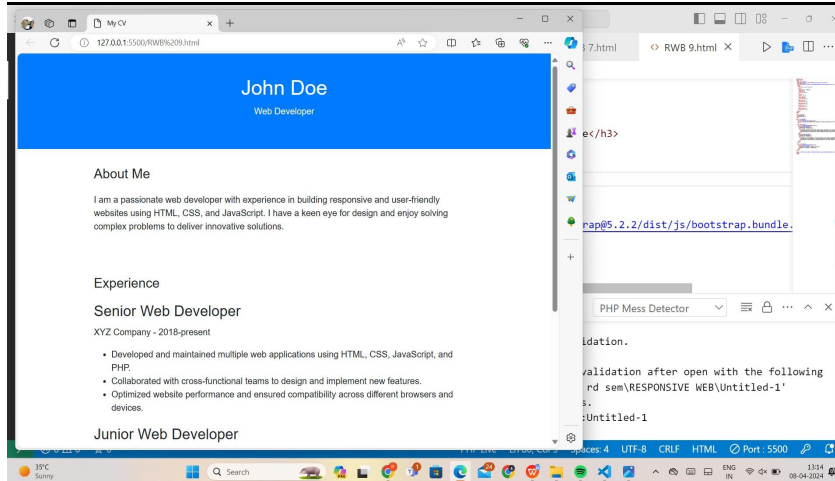 My CV
127.0.0.1:5500/RWB%209.html
John Doe
Web Developer
About Me
I am a passionate web developer with experience in building responsive and user-friendly
websites using HTML, CSS, and JavaScript. I have a keen eye for design and enjoy solving
complex problems to deliver innovative solutions.
Experience
Senior Web Developer
XYZ Company - 2018-present
• Developed and maintained multiple web applications using HTML, CSS, JavaScript, and
PHP.
• Collaborated with cross-functional teams to design and implement new features.
• Optimized website performance and ensured compatibility across different browsers and
devices.
Junior Web Developer
7.html
RWB 9.html
e</h3>
rap@5.2.2/dist/js/bootstrap.bundle.
PHP Mess Detector
idation.
validation after open with the following
rd sem\RESPONSIVE WEB\Untitled-1'
s.
:Untitled-1
Spaces: 4 UTF-8 CRLF HTML Port : 5500
35°C
Sunny
Search
ENG
IN
13:14
08-04-2024